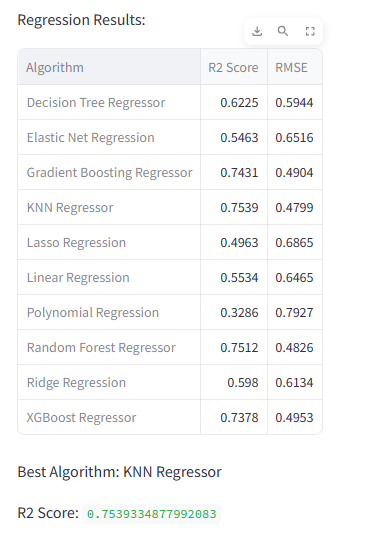 Regression Results:
Algorithm R2 Score RMSE
Decision Tree Regressor 0.6225 0.5944
Elastic Net Regression 0.5463 0.6516
Gradient Boosting Regressor 0.7431 0.4904
KNN Regressor 0.7539 0.4799
Lasso Regression 0.4963 0.6865
Linear Regression 0.5534 0.6465
Polynomial Regression 0.3286 0.7927
Random Forest Regressor 0.7512 0.4826
Ridge Regression 0.598 0.6134
XGBoost Regressor 0.7378 0.4953
Best Algorithm: KNN Regressor
R2 Score: 0.7539334877992083